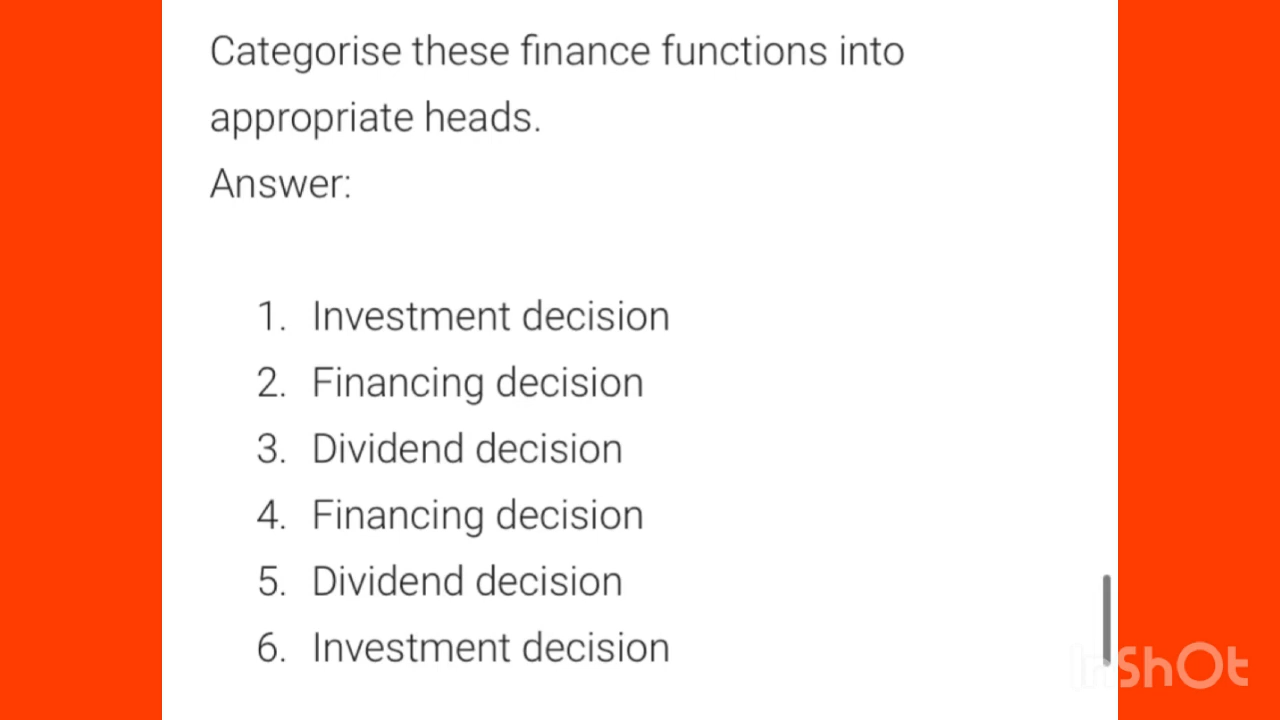 Categorise these finance functions into
appropriate heads.
Answer:
1. Investment decision
2. Financing decision
3. Dividend decision
4. Financing decision
5. Dividend decision
6. Investment decision
InShOt